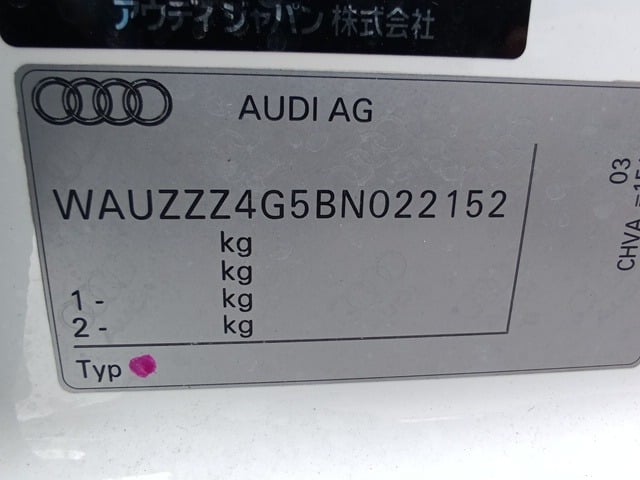 アウディ ジャパン 株式会社
AUDI AG
WAUZZZ4G5BN022152
kg
kg
1 - kg
2 - kg
Typ
03
CHVA